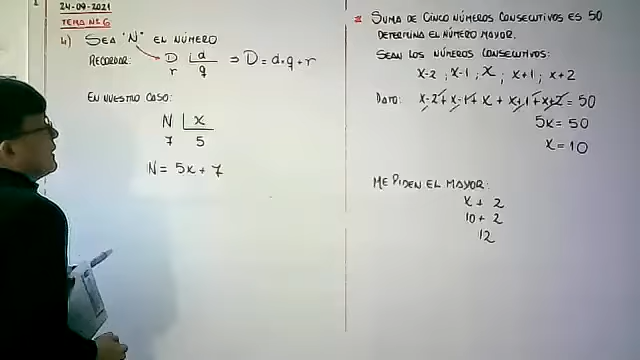 24-09-2021
TEMA Nº6
4) SEA "N" EL NÚMERO
RECORDAR: D d ⇒ D = d.q + r
r q
EN NUESTRO CASO:
N x
7 5
N = 5x + 7
* SUMA DE CINCO NÚMEROS CONSECUTIVOS ES 50
DETERMINA EL NÚMERO MAYOR.
SEAN LOS NÚMEROS CONSECUTIVOS:
x-2 ; x-1 ; x ; x+1 ; x+2
DATO: x-2 + x-1 + x + x+1 + x+2 = 50
5x = 50
x = 10
ME PIDEN EL MAYOR:
x + 2
10 + 2
12